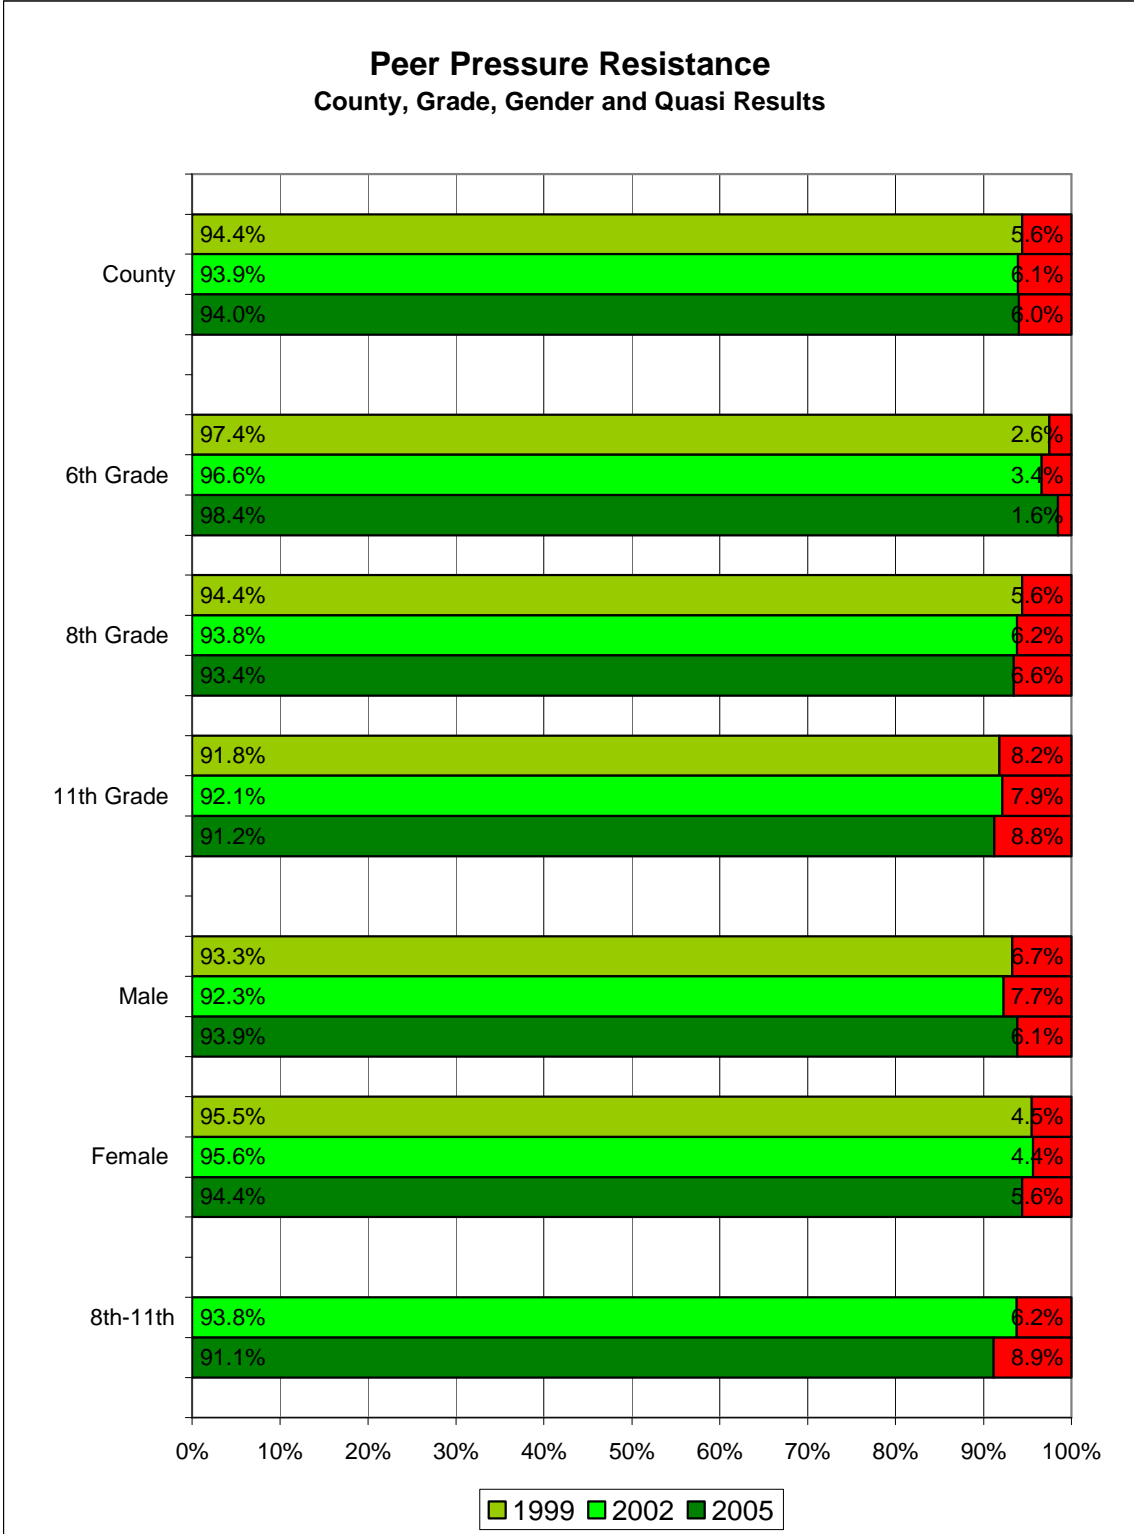 Peer Pressure Resistance
County, Grade, Gender and Quasi Results
94.4% 5.6%
County 93.9% 6.1%
94.0% 6.0%
97.4% 2.6%
6th Grade 96.6% 3.4%
98.4% 1.6%
94.4% 5.6%
8th Grade 93.8% 6.2%
93.4% 6.6%
91.8% 8.2%
11th Grade 92.1% 7.9%
91.2% 8.8%
93.3% 6.7%
Male 92.3% 7.7%
93.9% 6.1%
95.5% 4.5%
Female 95.6% 4.4%
94.4% 5.6%
8th-11th 93.8% 6.2%
91.1% 8.9%
0% 10% 20% 30% 40% 50% 60% 70% 80% 90% 100%
1999 2002 2005